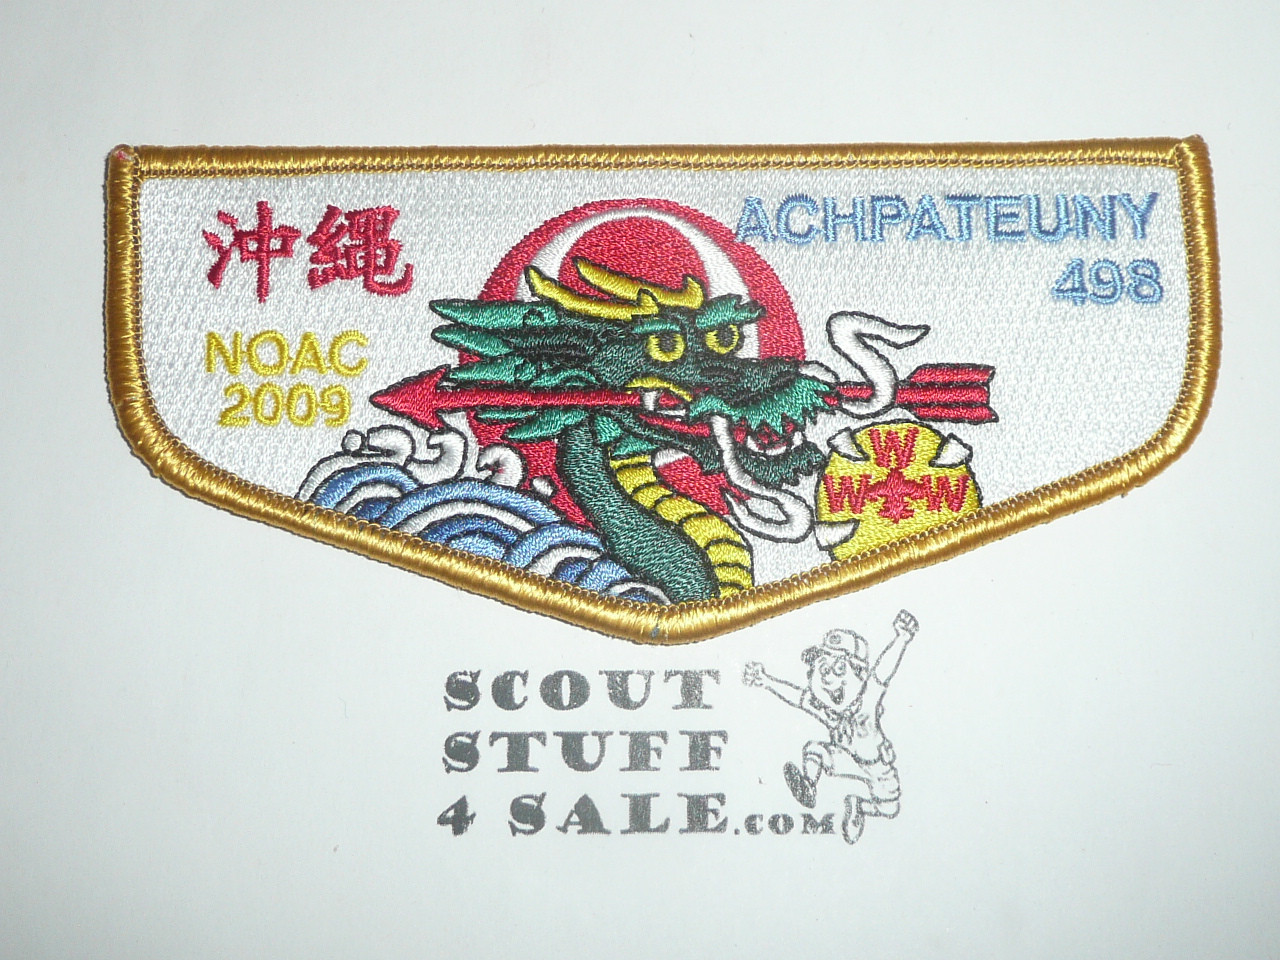 沖縄
ACHPATEUNY
498
NOAC
2009
W
W W
SCOUT
STUFF
4 SALE.COM